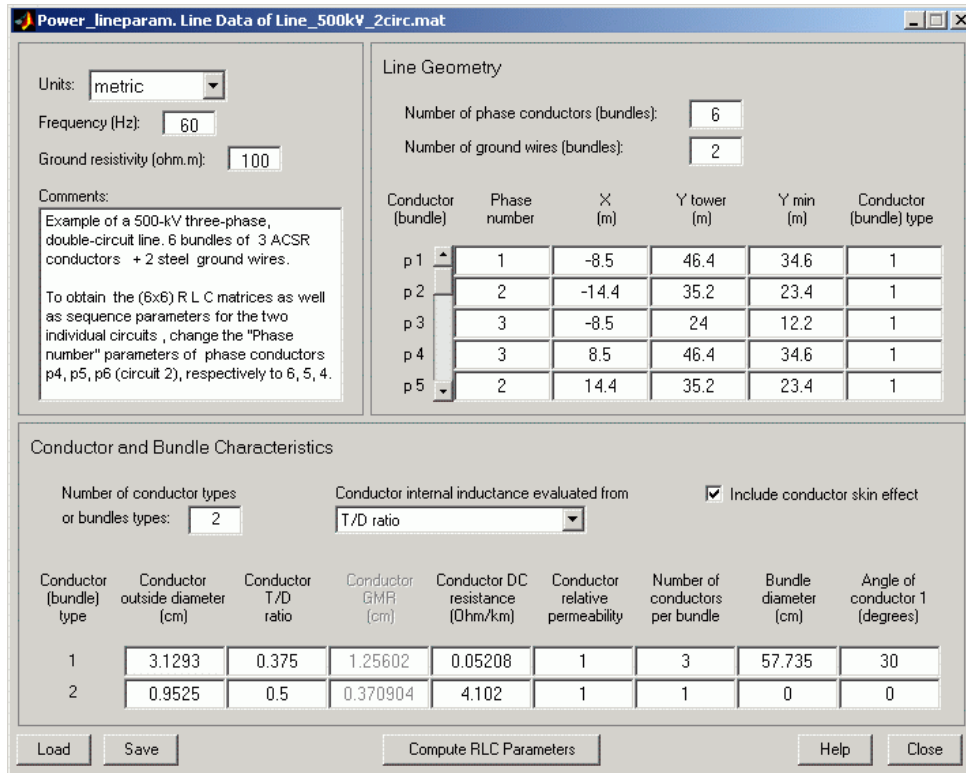 Power_lineparam. Line Data of Line_500kV_2circ.mat
Units: metric
Frequency (Hz): 60
Ground resistivity (ohm.m): 100
Comments:
Example of a 500-kV three-phase,
double-circuit line. 6 bundles of 3 ACSR
conductors + 2 steel ground wires.
To obtain the (6x6) R L C matrices as well
as sequence parameters for the two
individual circuits , change the "Phase
number" parameters of phase conductors
p4, p5, p6 (circuit 2), respectively to 6, 5, 4.
Line Geometry
Number of phase conductors (bundles): 6
Number of ground wires (bundles): 2
Conductor Phase X Y tower Y min Conductor
(bundle) number (m) (m) (m) (bundle) type
p 1 1 -8.5 46.4 34.6 1
p 2 2 -14.4 35.2 23.4 1
p 3 3 -8.5 24 12.2 1
p 4 3 8.5 46.4 34.6 1
p 5 2 14.4 35.2 23.4 1
Conductor and Bundle Characteristics
Number of conductor types
or bundles types: 2
Conductor internal inductance evaluated from
T/D ratio
Include conductor skin effect
Conductor Conductor Conductor Conductor Conductor DC Conductor Number of Bundle Angle of
(bundle) outside diameter T/D GMR resistance relative conductors diameter conductor 1
type (cm) ratio (cm) (Ohm/km) permeability per bundle (cm) (degrees)
1 3.1293 0.375 1.25602 0.05208 1 3 57.735 30
2 0.9525 0.5 0.370904 4.102 1 1 0 0
Load Save Compute RLC Parameters Help Close